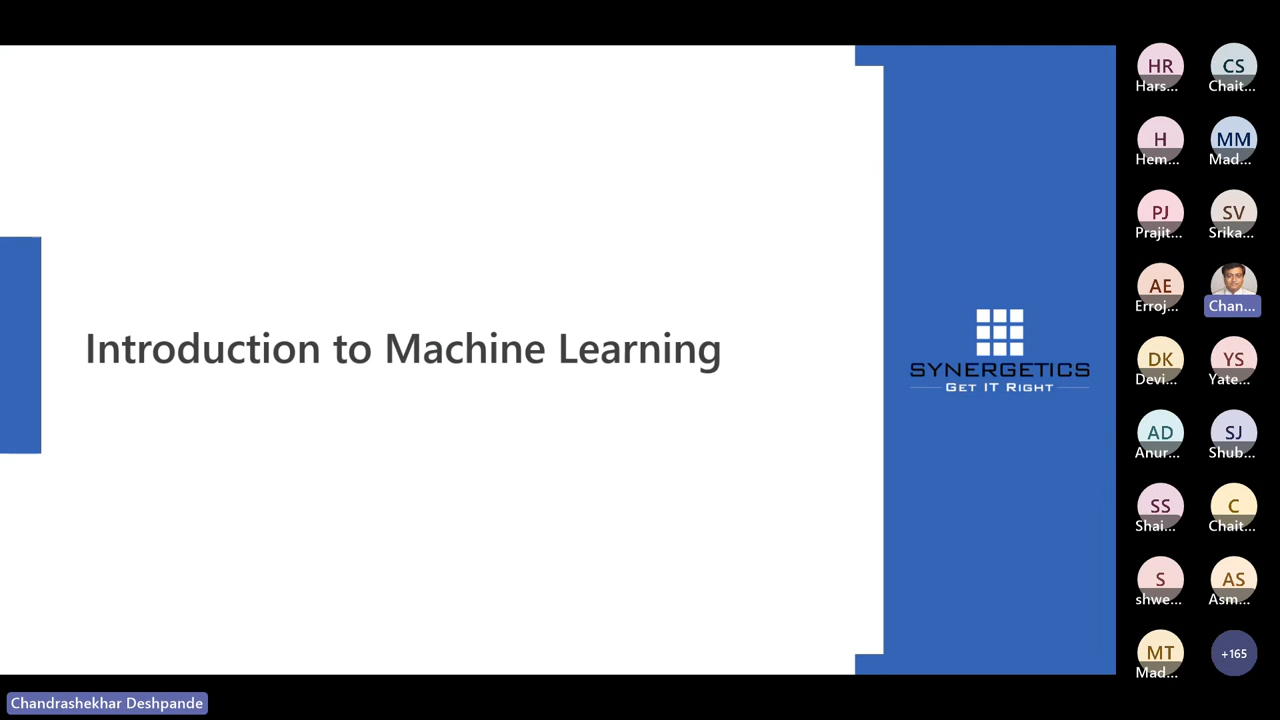 Introduction to Machine Learning
SYNERGETICS
GET IT RIGHT
HR
Hars...
CS
Chait...
H
Hem...
MM
Mad...
PJ
Prajit...
SV
Srika...
AE
Erroj...
Chan...
DK
Devi...
YS
Yate...
AD
Anur...
SJ
Shub...
SS
Shai...
C
Chait...
S
shwe...
AS
Asm...
MT
Mad...
+165
Chandrashekhar Deshpande